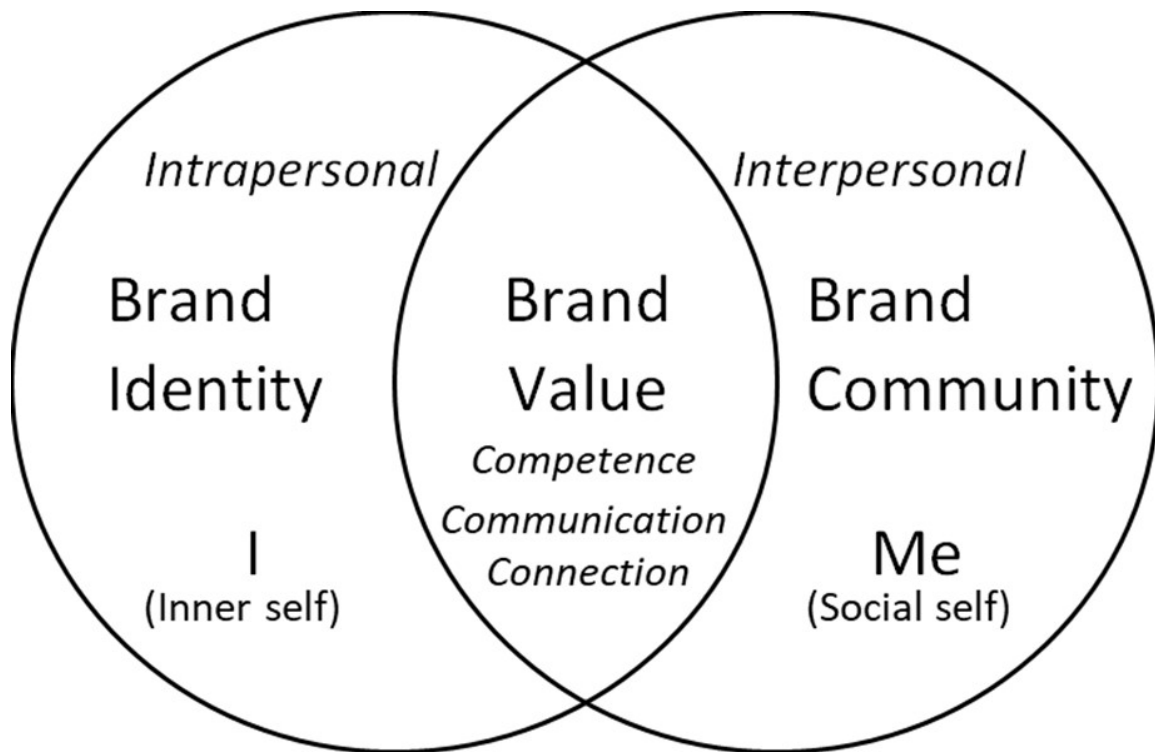 Intrapersonal
Brand
Identity
I
(Inner self)
Brand
Value
Competence
Communication
Connection
Interpersonal
Brand
Community
Me
(Social self)